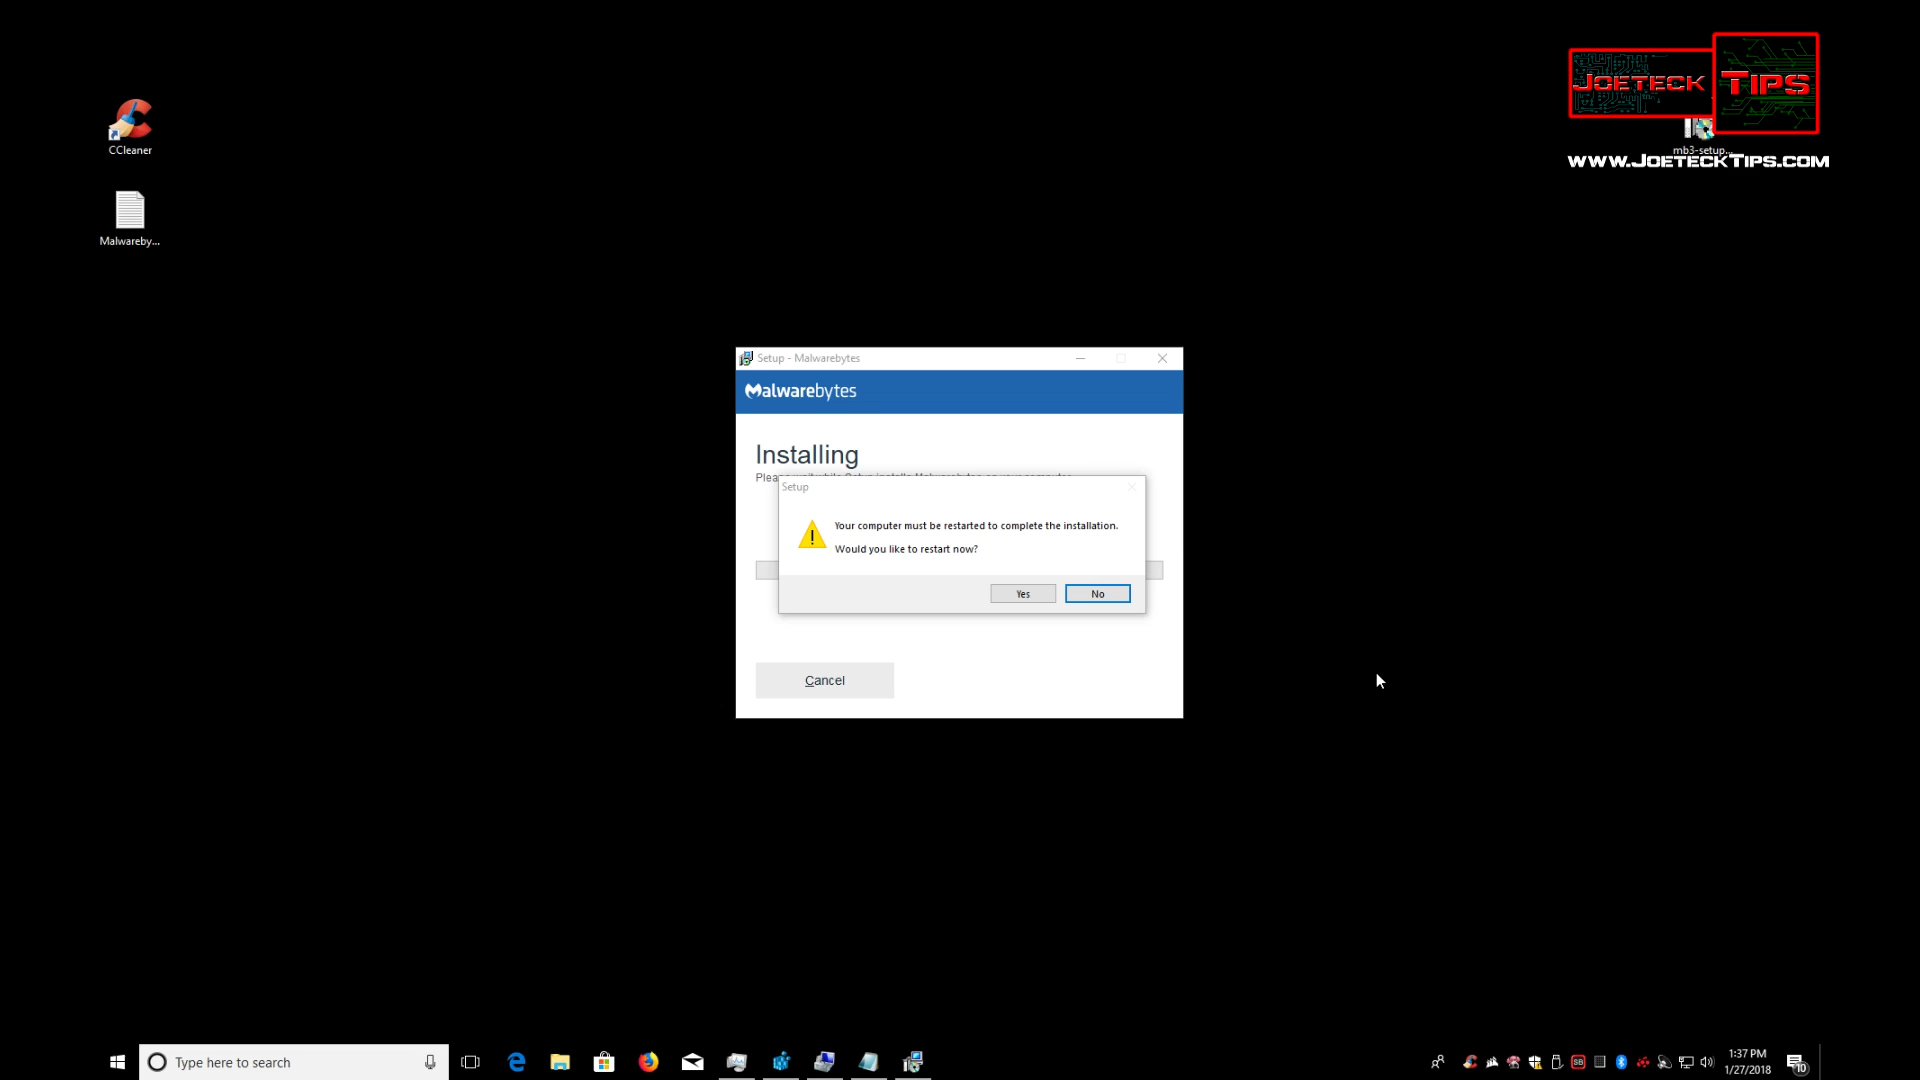 CCleaner
Malwareby...
JOETECK TIPS
mb3-setup...
WWW.JOETECKTIPS.COM
Setup - Malwarebytes
Malwarebytes
Installing
Setup
Your computer must be restarted to complete the installation.
Would you like to restart now?
Yes
No
Cancel
Type here to search
SB
1:37 PM
1/27/2018
10